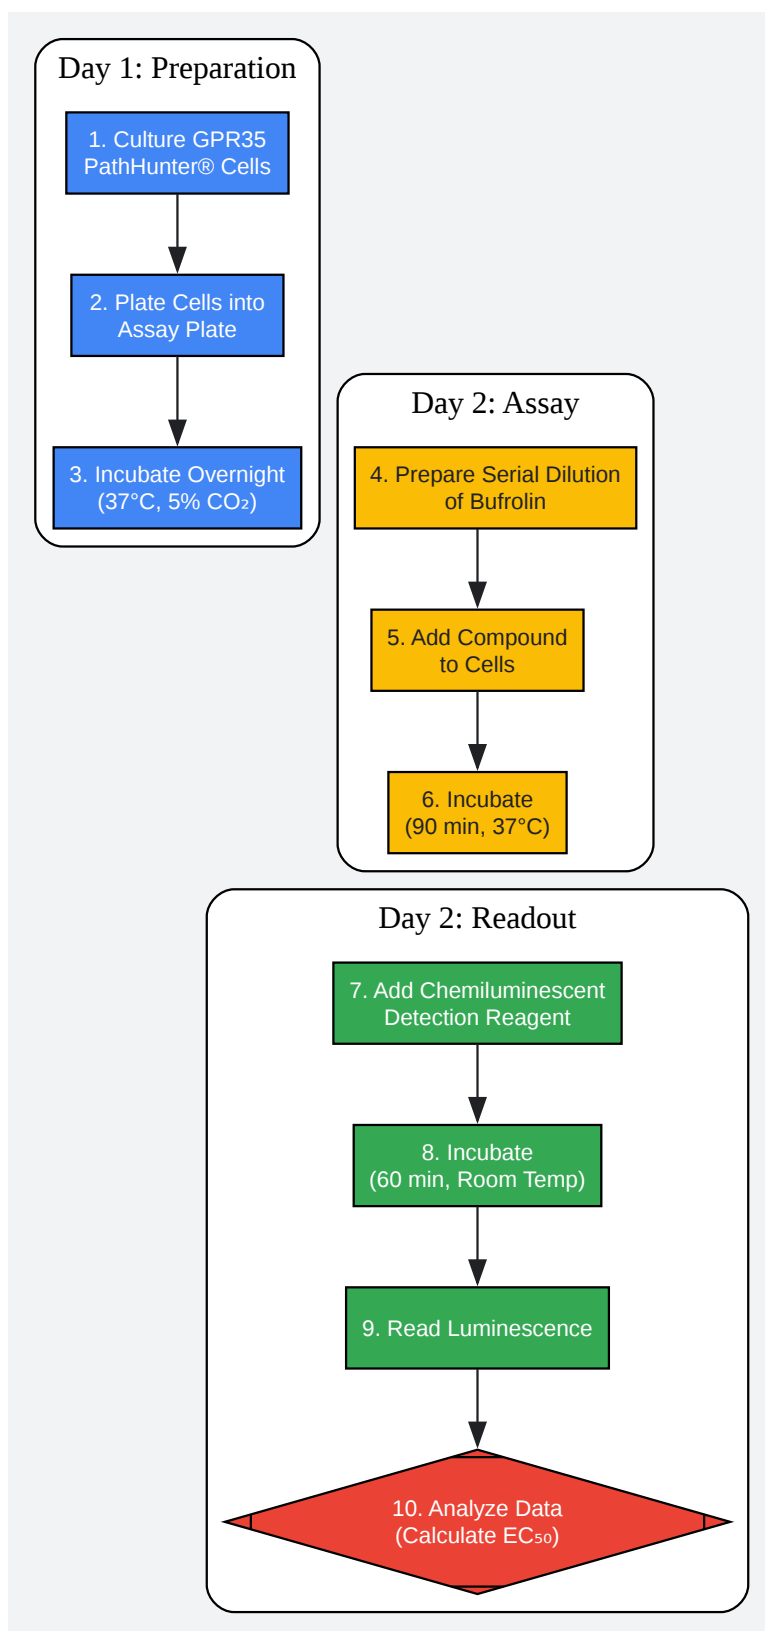 Day 1: Preparation
1. Culture GPR35
PathHunter® Cells
2. Plate Cells into
Assay Plate
3. Incubate Overnight
(37°C, 5% CO₂)
Day 2: Assay
4. Prepare Serial Dilution
of Bufrolin
5. Add Compound
to Cells
6. Incubate
(90 min, 37°C)
Day 2: Readout
7. Add Chemiluminescent
Detection Reagent
8. Incubate
(60 min, Room Temp)
9. Read Luminescence
10. Analyze Data
(Calculate EC₅₀)